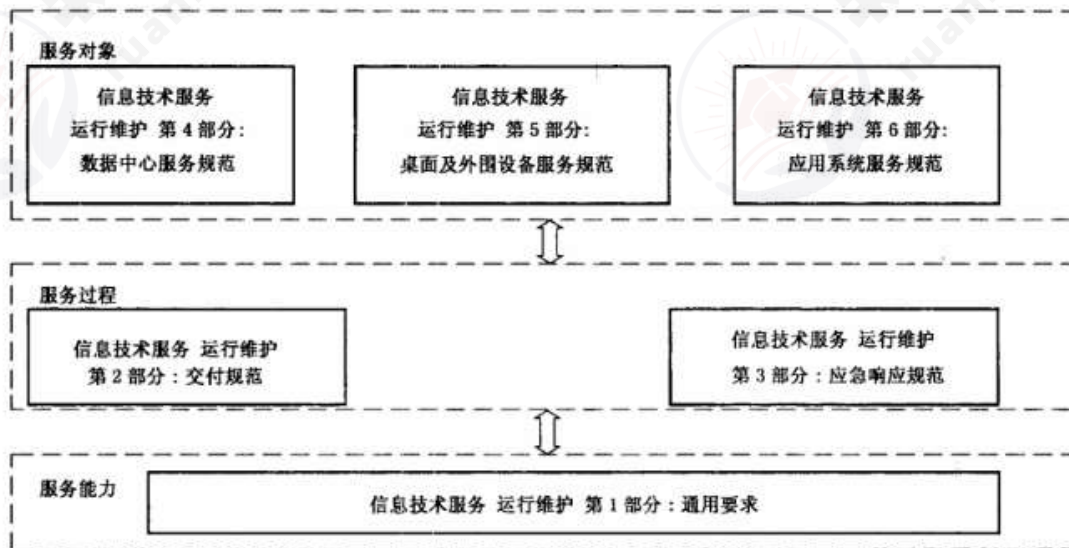 服务对象
信息技术服务
运行维护 第4部分:
数据中心服务规范
信息技术服务
运行维护 第5部分:
桌面及外围设备服务规范
信息技术服务
运行维护 第6部分:
应用系统服务规范
服务过程
信息技术服务 运行维护
第2部分:交付规范
信息技术服务 运行维护
第3部分:应急响应规范
服务能力
信息技术服务 运行维护 第1部分:通用要求
ruan
ruan